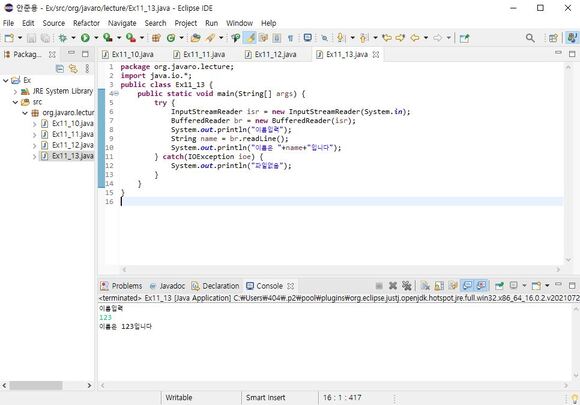 안준용 - Ex/src/org/javaro/lecture/Ex11_13.java - Eclipse IDE
File Edit Source Refactor Navigate Search Project Run Window Help
Packag...
Ex11_10.java Ex11_11.java Ex11_12.java Ex11_13.java
Ex
JRE System Library
src
org.javaro.lectur
Ex11_10.java
Ex11_11.java
Ex11_12.java
Ex11_13.java
1 package org.javaro.lecture;
2 import java.io.*;
3 public class Ex11_13 {
4 public static void main(String[] args) {
5 try {
6 InputStreamReader isr = new InputStreamReader(System.in);
7 BufferedReader br = new BufferedReader(isr);
8 System.out.println("이름입력");
9 String name = br.readLine();
10 System.out.println("이름은 "+name+"입니다");
11 } catch(IOException ioe) {
12 System.out.println("파일없음");
13 }
14 }
15 }
16
Problems Javadoc Declaration Console
<terminated> Ex11_13 [Java Application] C:₩Users₩404₩.p2₩pool₩plugins₩org.eclipse.justj.openjdk.hotspot.jre.full.win32.x86_64_16.0.2.v2021072
이름입력
123
이름은 123입니다
Writable Smart Insert 16 : 1 : 417